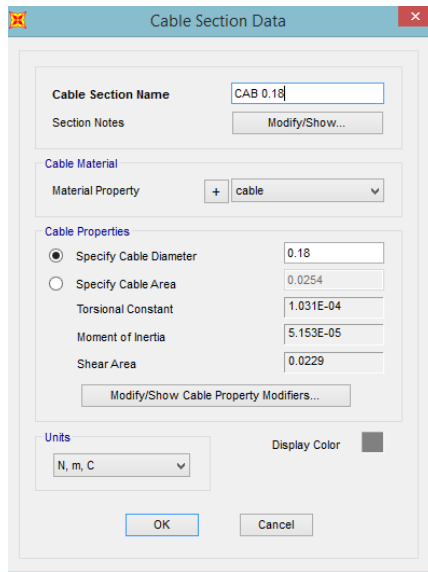 Cable Section Data
Cable Section Name CAB 0.18
Section Notes Modify/Show...
Cable Material
Material Property + cable
Cable Properties
Specify Cable Diameter 0.18
Specify Cable Area 0.0254
Torsional Constant 1.031E-04
Moment of Inertia 5.153E-05
Shear Area 0.0229
Modify/Show Cable Property Modifiers...
Units
N, m, C Display Color
OK Cancel